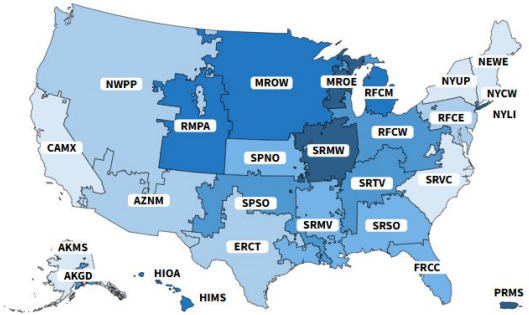 NEWE
NWPP
MROW
MROE
NYUP
RFCM
NYCW
RMPA
RFCE
NYLI
RFCW
CAMX
SPNO
SRMW
SRTV
SRVC
AZNM
SPSO
SRMV
SRSO
ERCT
AKMS
FRCC
AKGD
HIOA
HIMS
PRMS